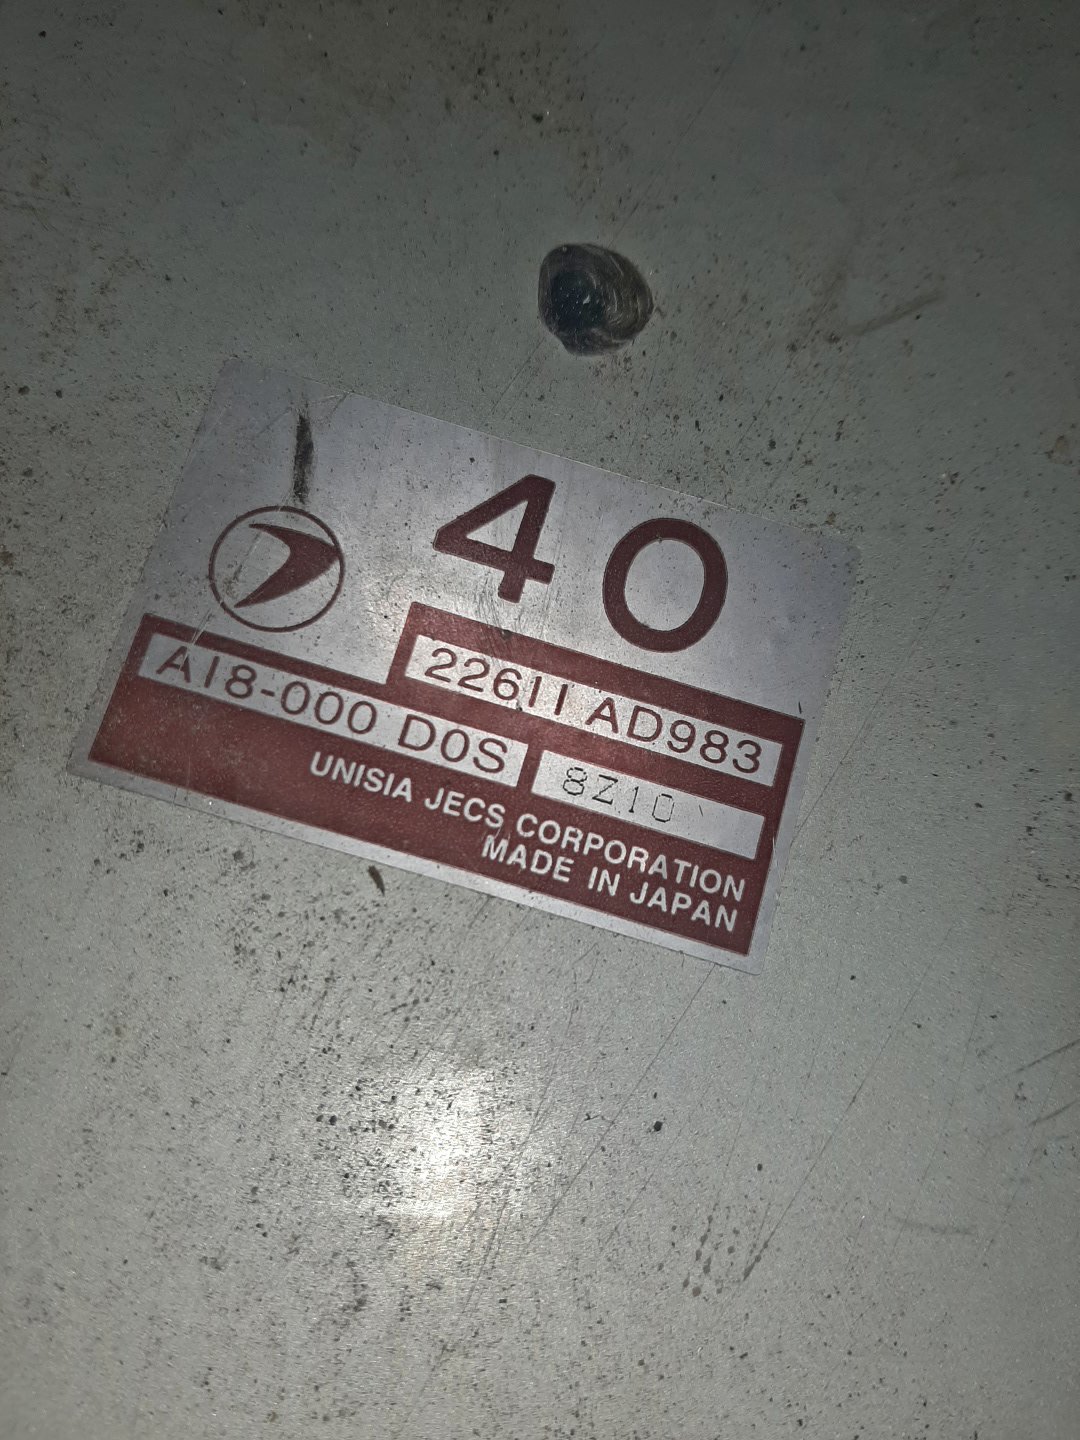 40
22611 AD983
A18-000 D0S
8Z10
UNISIA JECS CORPORATION
MADE IN JAPAN